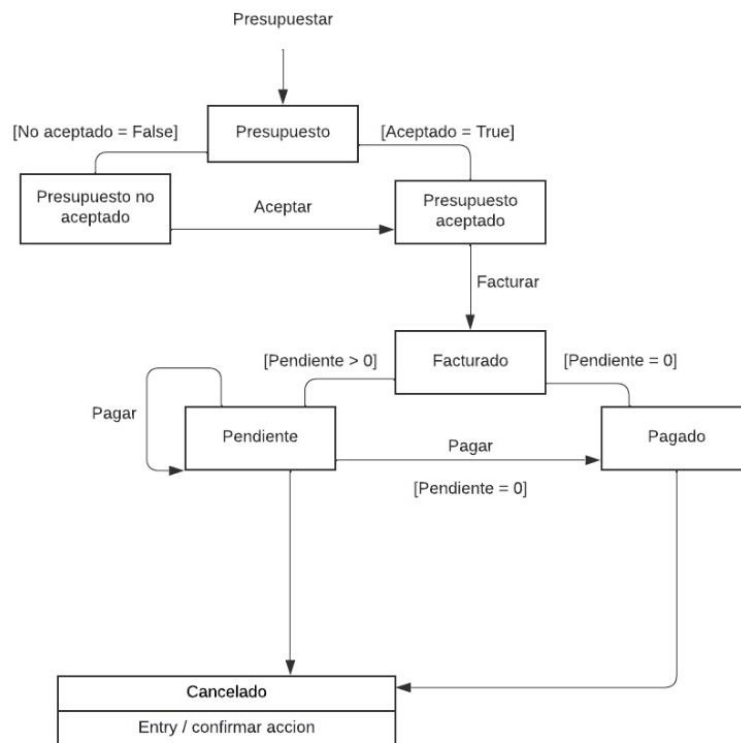 Presupuestar
[No aceptado = False]
Presupuesto
[Aceptado = True]
Presupuesto no
aceptado
Aceptar
Presupuesto
aceptado
Facturar
[Pendiente > 0]
Facturado
[Pendiente = 0]
Pagar
Pendiente
Pagar
Pagado
[Pendiente = 0]
Cancelado
Entry / confirmar accion